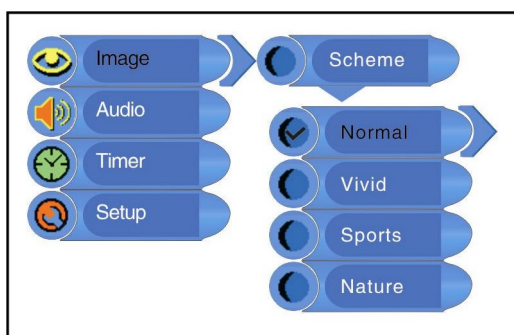 Image
Audio
Timer
Setup
Scheme
Normal
Vivid
Sports
Nature